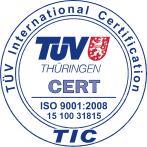 TÜV International Certification
TÜV
THÜRINGEN
CERT
ISO 9001:2008
15 100 31815
TIC